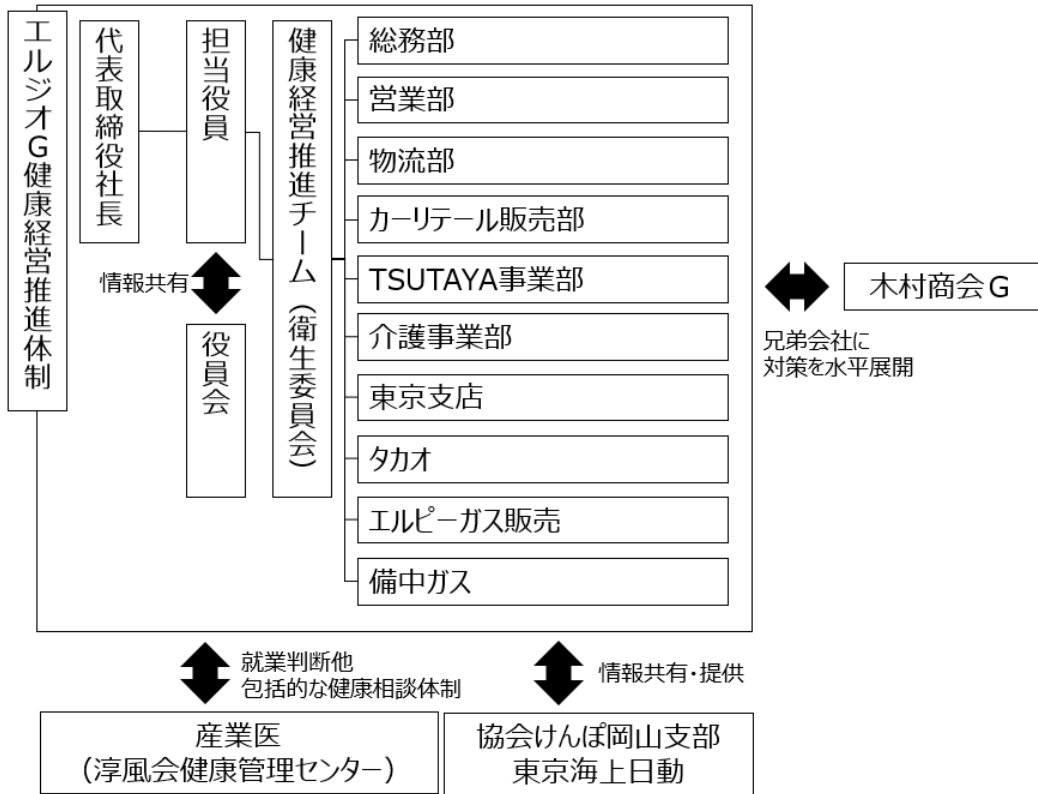 エルジオG健康経営推進体制
代表取締役社長
担当役員
情報共有
役員会
健康経営推進チーム（衛生委員会）
総務部
営業部
物流部
カーリテール販売部
TSUTAYA事業部
介護事業部
東京支店
タカオ
エルピーガス販売
備中ガス
木村商会G
兄弟会社に
対策を水平展開
就業判断他
包括的な健康相談体制
情報共有・提供
産業医
（淳風会健康管理センター）
協会けんぽ岡山支部
東京海上日動